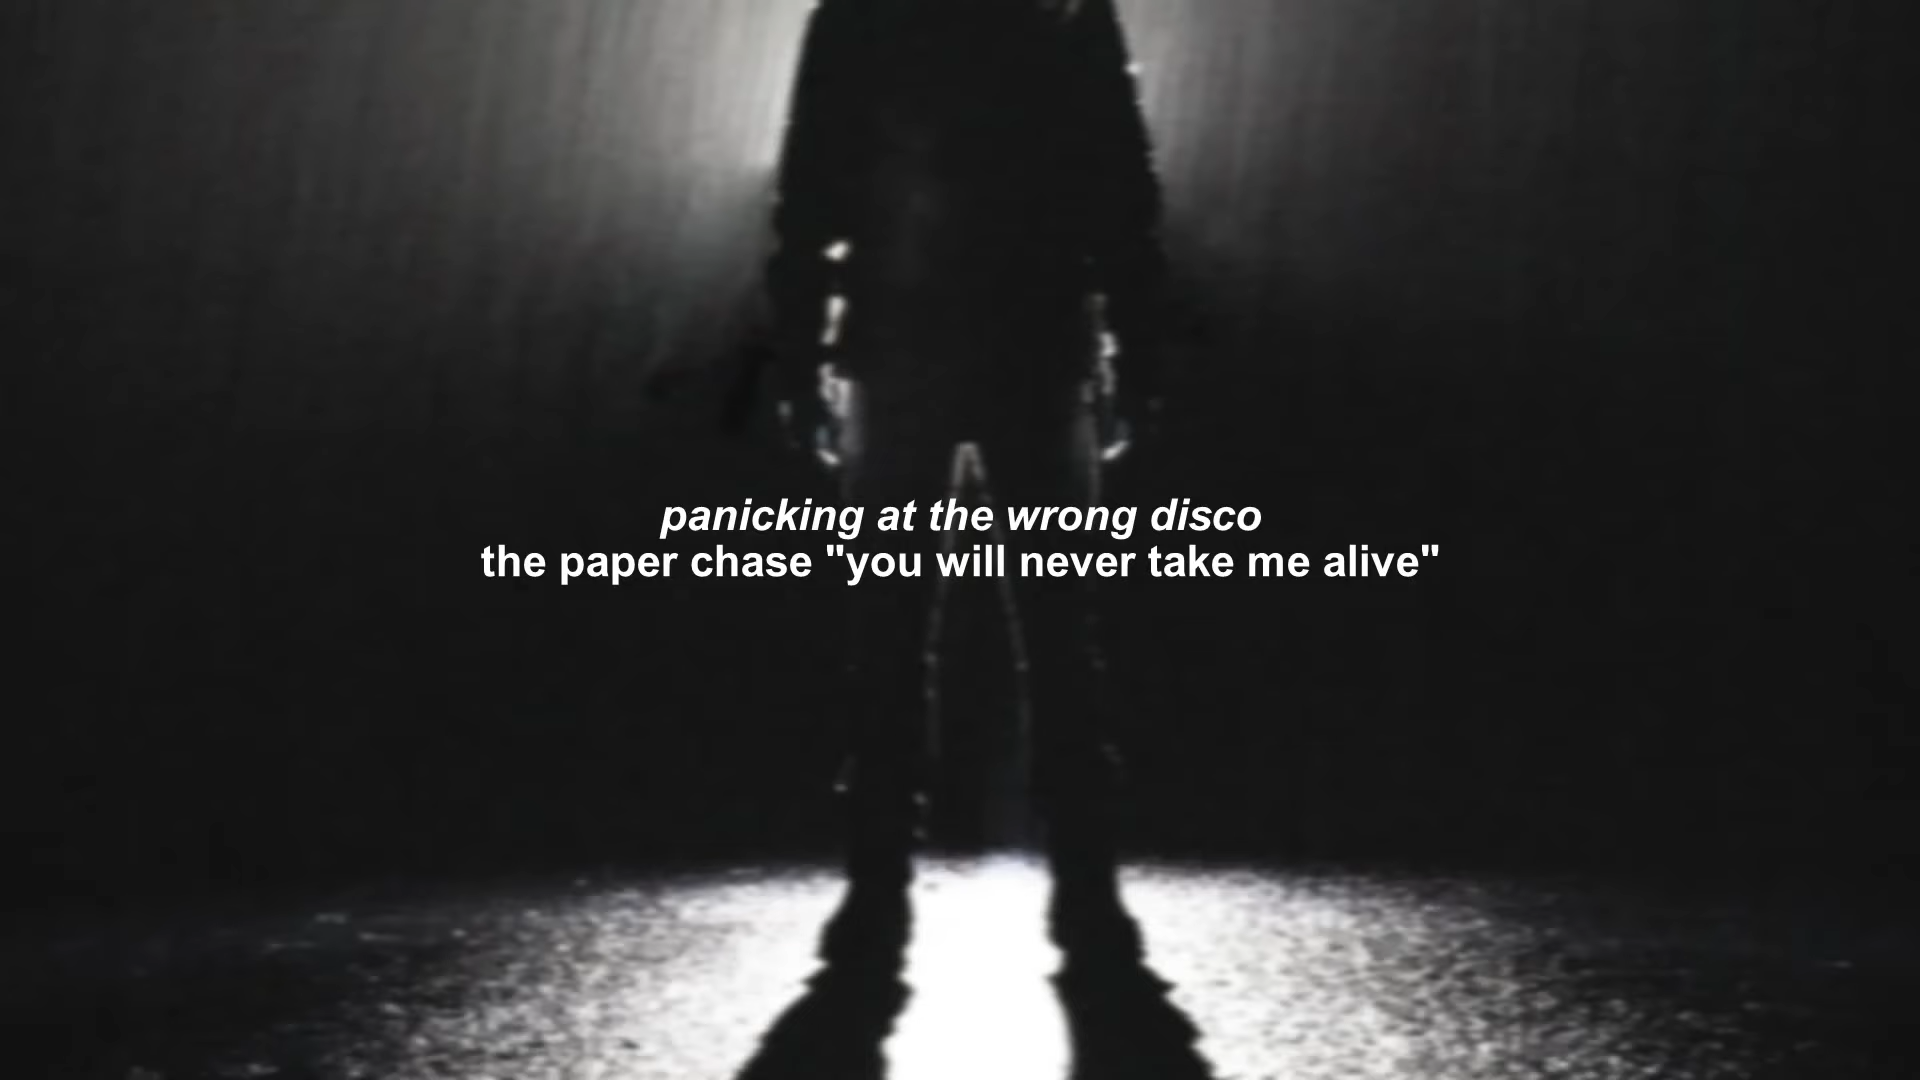 panicking at the wrong disco
the paper chase "you will never take me alive"